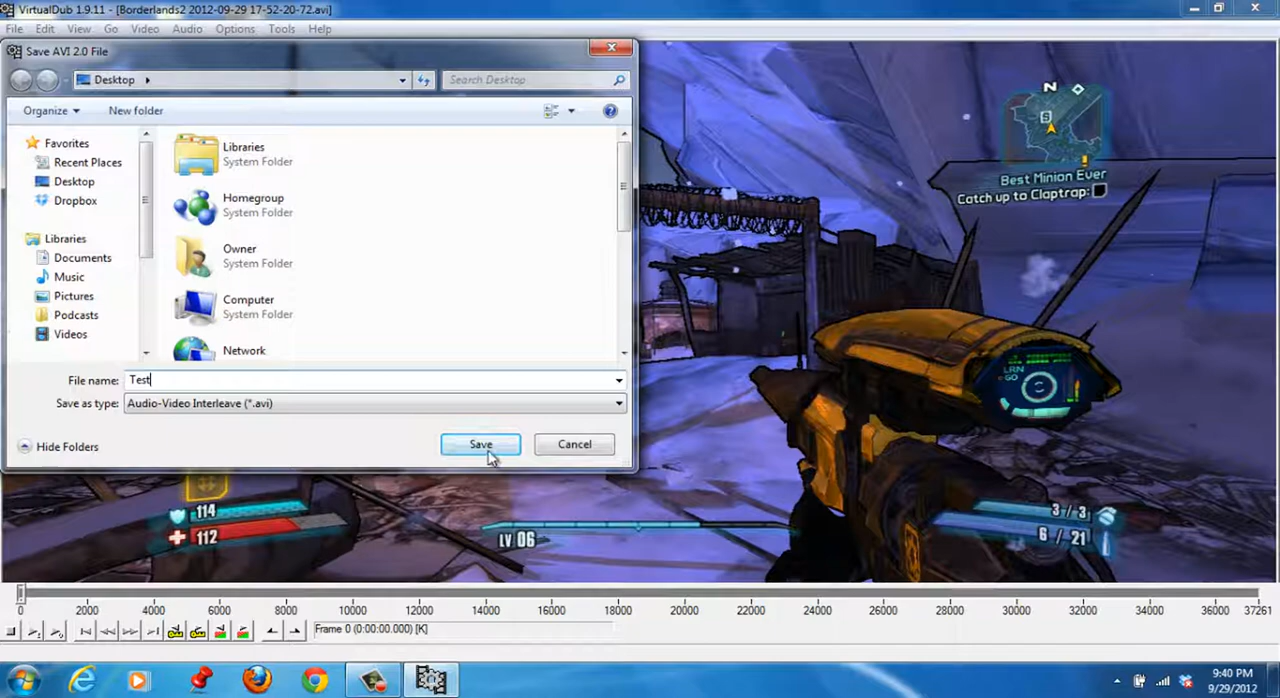 VirtualDub 1.9.11 - [Borderlands2 2012-09-29 17-52-20-72.avi]
File Edit View Go Video Audio Options Tools Help
Save AVI 2.0 File
Desktop
Search Desktop
Organize
New folder
Favorites
Recent Places
Desktop
Dropbox
Libraries
Documents
Music
Pictures
Podcasts
Videos
Libraries
System Folder
Homegroup
System Folder
Owner
System Folder
Computer
System Folder
Network
File name: Test
Save as type: Audio-Video Interleave (*.avi)
Hide Folders
Save
Cancel
N
Best Minion Ever
Catch up to Claptrap:
LRN
GO
114
112
LV 06
3 / 3
6 / 21
0 2000 4000 6000 8000 10000 12000 14000 16000 18000 20000 22000 24000 26000 28000 30000 32000 34000 36000 37261
Frame 0 (0:00:00.000) [K]
9:40 PM
9/29/2012